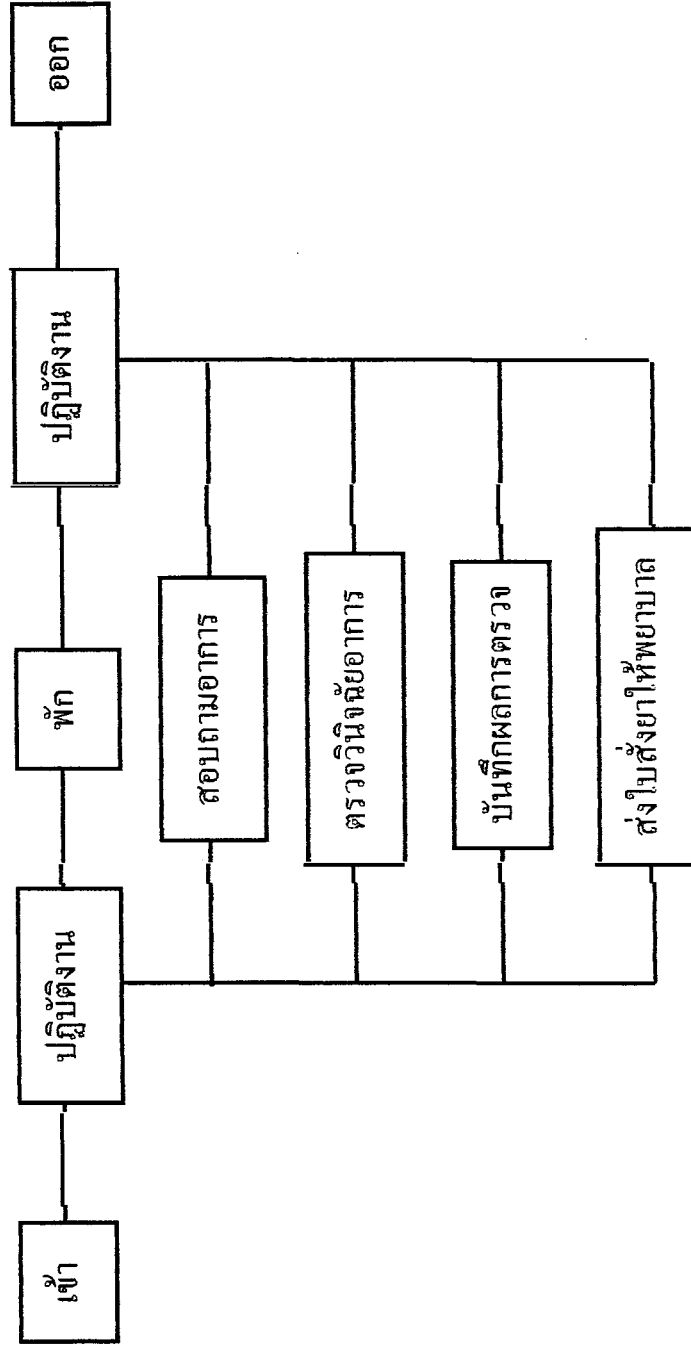 เข้า
ปฏิบัติงาน
พัก
ปฏิบัติงาน
ออก
สอบถามอาการ
ตรวจวินิจฉัยอาการ
บันทึกผลการตรวจ
ส่งใบสั่งยาให้พยาบาล